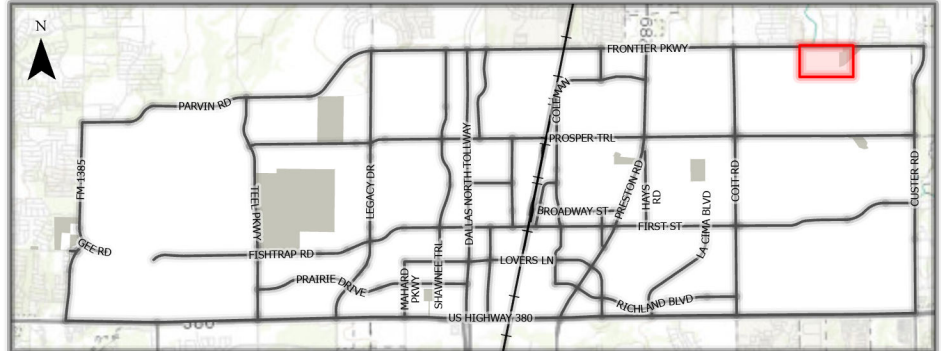 N
289
FRONTIER PKWY
PARVIN RD
COLEMAN
PROSPER TRL
FM 1385
TEEL PKWY
LEGACY DR
DALLAS NORTH TOLLWAY
PRESTON RD
HAYS
RD
COIT RD
CUSTER RD
BROADWAY ST
LA CIMA BLVD
FIRST ST
GEE RD
FISHTRAP RD
SHAWNEE TRL
LOVERS LN
PRAIRIE DRIVE
MAHARD
PKWY
RICHLAND BLVD
US HIGHWAY 380